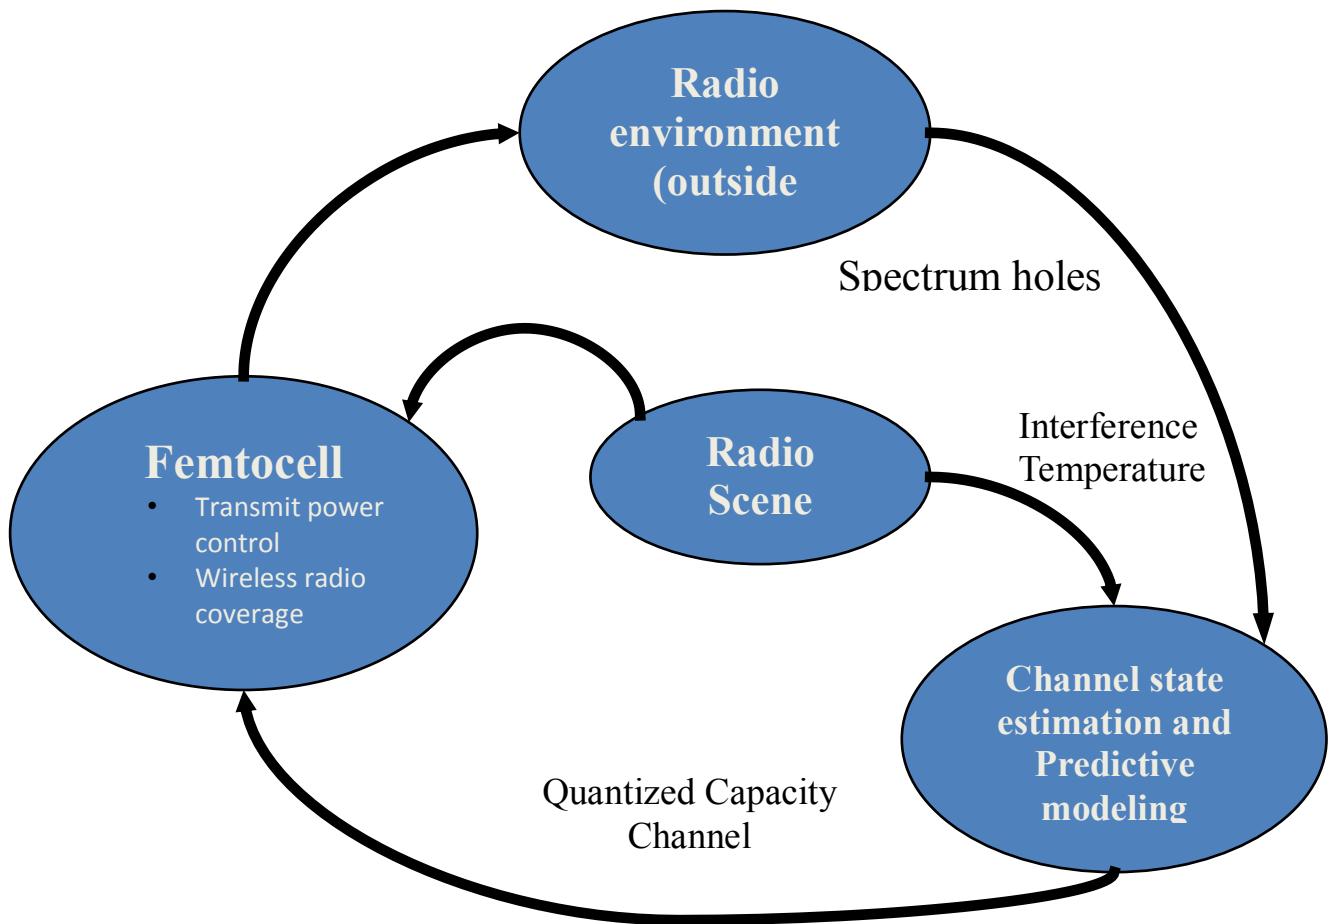 Radio
environment
(outside
Spectrum holes
Interference
Temperature
Radio
Scene
Femtocell
• Transmit power
control
• Wireless radio
coverage
Channel state
estimation and
Predictive
modeling
Quantized Capacity
Channel